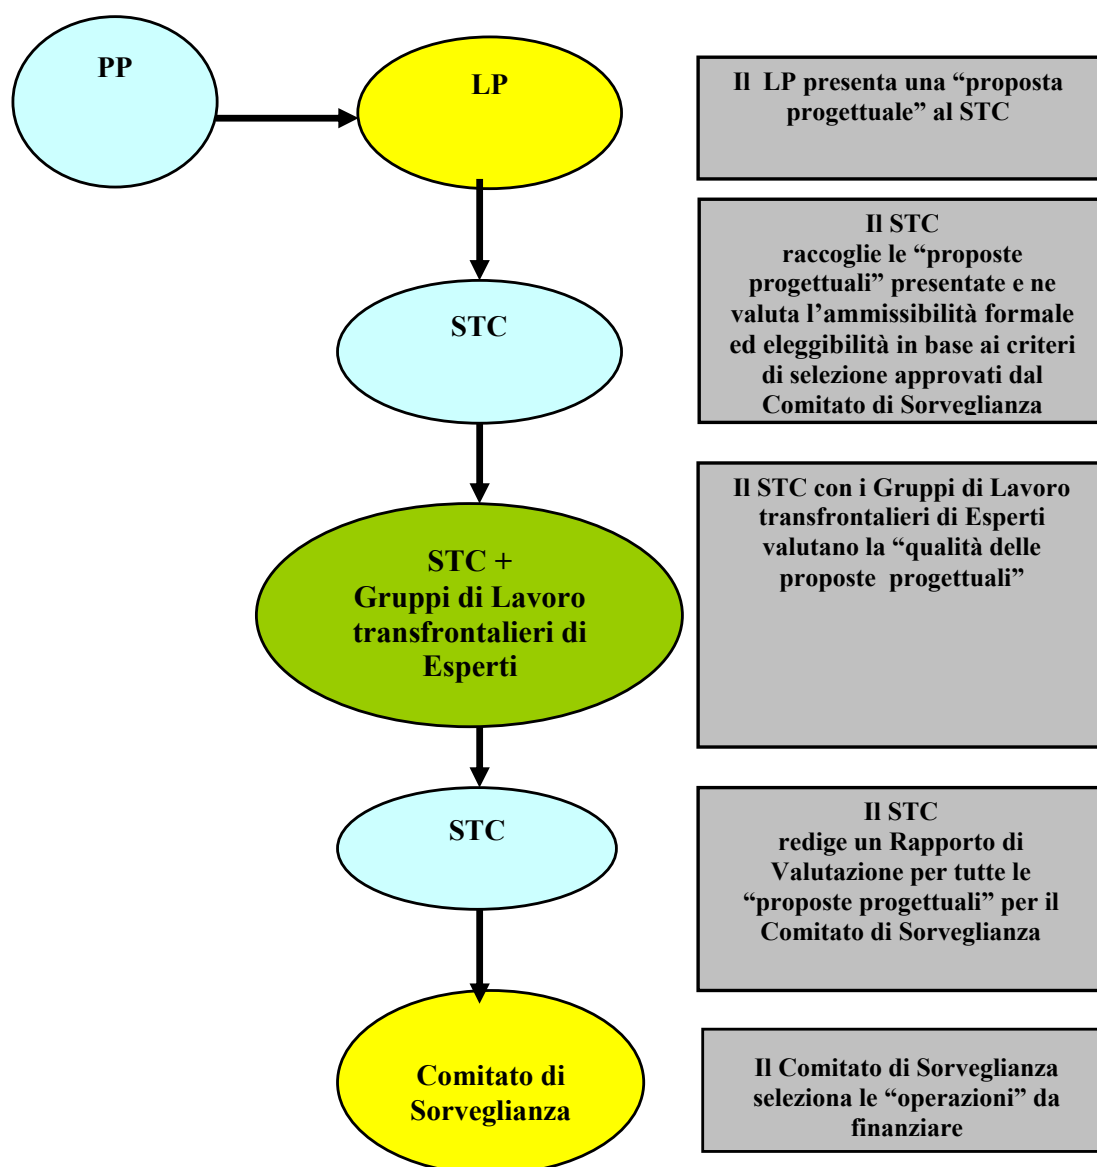 PP
LP
Il LP presenta una “proposta
progettuale” al STC
STC
Il STC
raccoglie le “proposte
progettuali” presentate e ne
valuta l’ammissibilità formale
ed eleggibilità in base ai criteri
di selezione approvati dal
Comitato di Sorveglianza
STC +
Gruppi di Lavoro
transfrontalieri di
Esperti
Il STC con i Gruppi di Lavoro
transfrontalieri di Esperti
valutano la “qualità delle
proposte progettuali”
STC
Il STC
redige un Rapporto di
Valutazione per tutte le
“proposte progettuali” per il
Comitato di Sorveglianza
Comitato di
Sorveglianza
Il Comitato di Sorveglianza
seleziona le “operazioni” da
finanziare